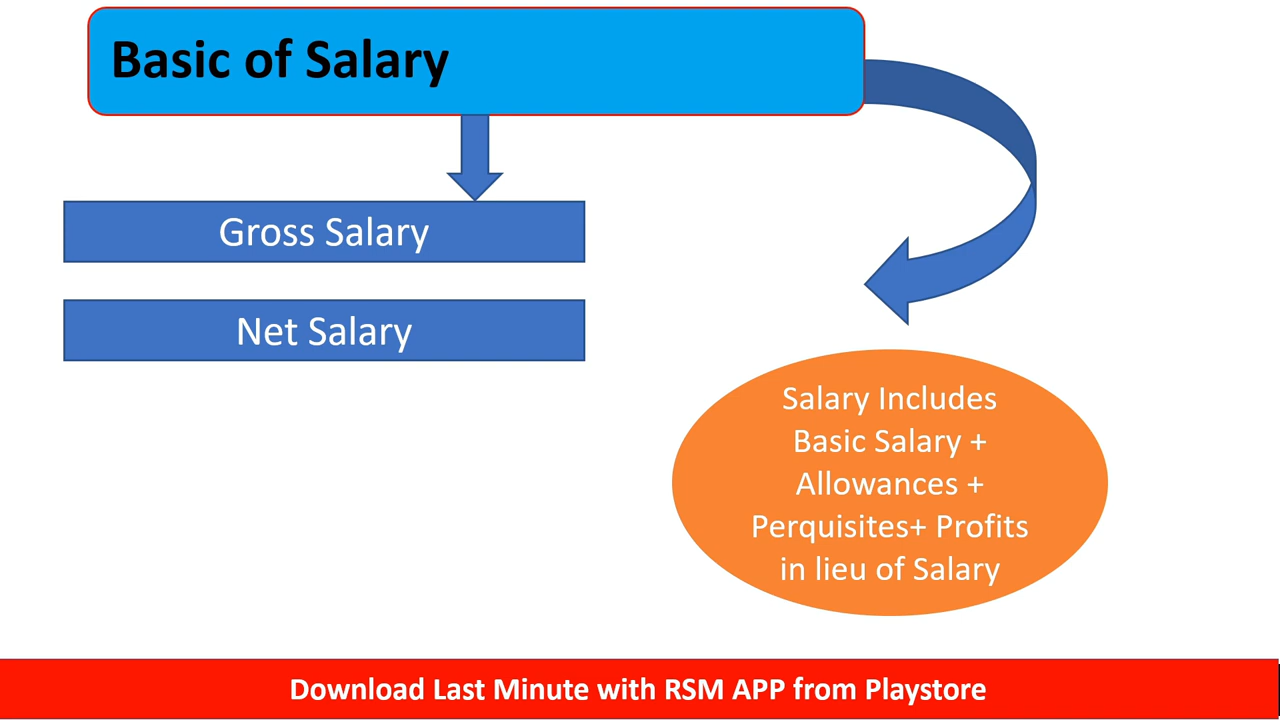 Basic of Salary
Gross Salary
Net Salary
Salary Includes
Basic Salary +
Allowances +
Perquisites+ Profits
in lieu of Salary
Download Last Minute with RSM APP from Playstore